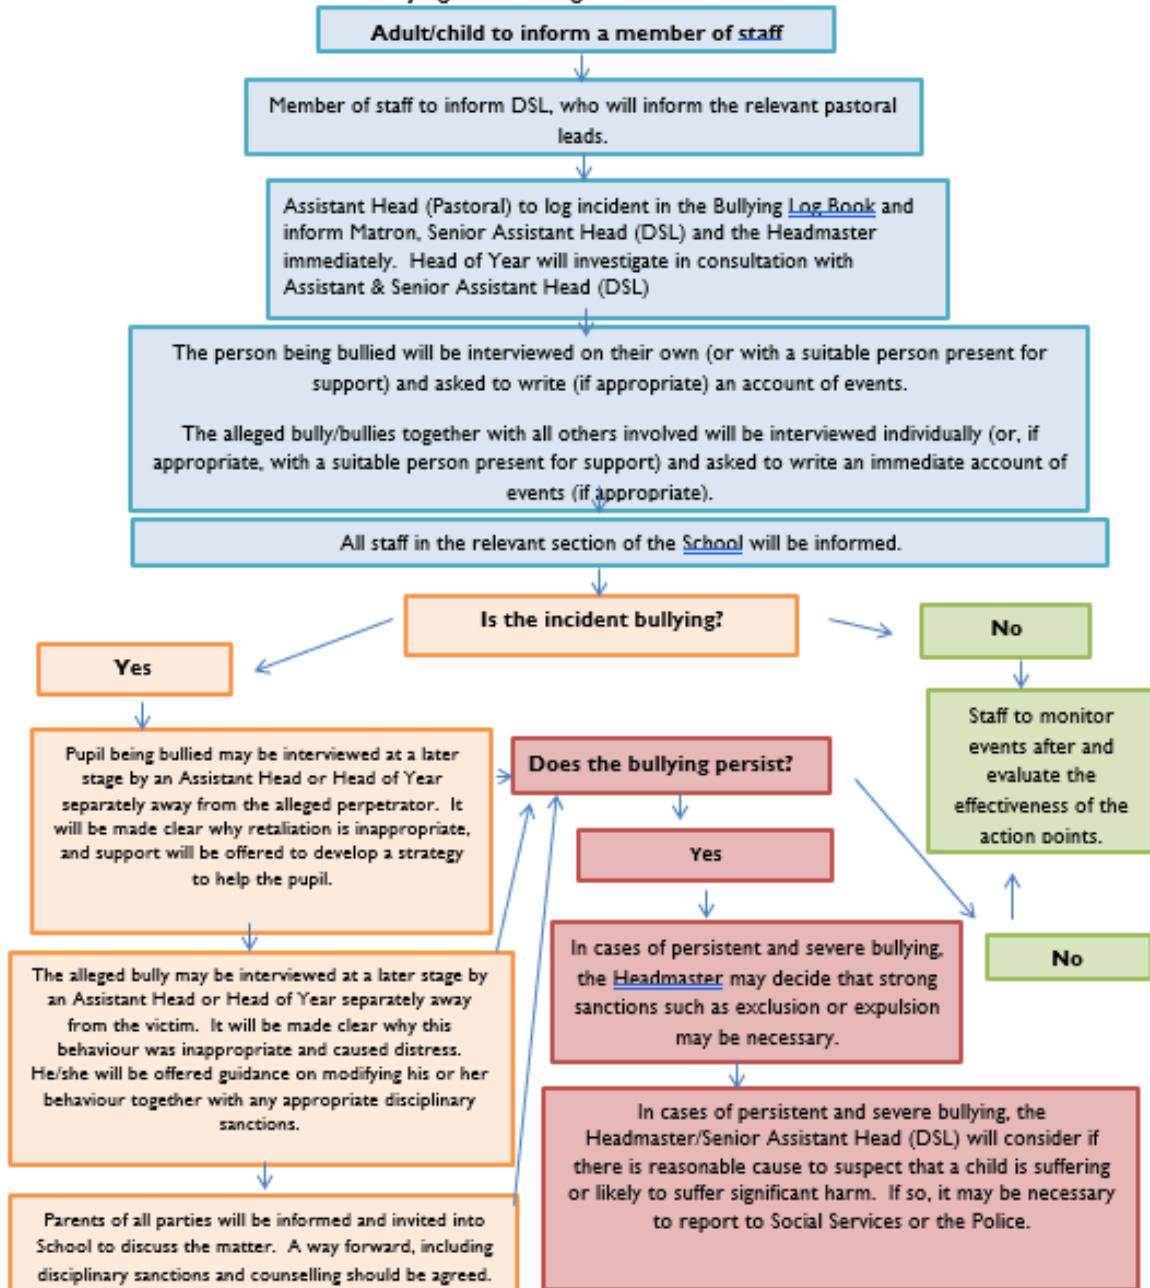 Adult/child to inform a member of staff
Member of staff to inform DSL, who will inform the relevant pastoral
leads.
Assistant Head (Pastoral) to log incident in the Bullying Log Book and
inform Matron, Senior Assistant Head (DSL) and the Headmaster
immediately. Head of Year will investigate in consultation with
Assistant & Senior Assistant Head (DSL)
The person being bullied will be interviewed on their own (or with a suitable person present for
support) and asked to write (if appropriate) an account of events.
The alleged bully/bullies together with all others involved will be interviewed individually (or, if
appropriate, with a suitable person present for support) and asked to write an immediate account of
events (if appropriate).
All staff in the relevant section of the School will be informed.
Is the incident bullying?
No
Yes
Staff to monitor
events after and
evaluate the
effectiveness of the
action points.
Pupil being bullied may be interviewed at a later
stage by an Assistant Head or Head of Year
separately away from the alleged perpetrator. It
will be made clear why retaliation is inappropriate,
and support will be offered to develop a strategy
to help the pupil.
Does the bullying persist?
Yes
No
In cases of persistent and severe bullying,
the Headmaster may decide that strong
sanctions such as exclusion or expulsion
may be necessary.
The alleged bully may be interviewed at a later stage by
an Assistant Head or Head of Year separately away
from the victim. It will be made clear why this
behaviour was inappropriate and caused distress.
He/she will be offered guidance on modifying his or her
behaviour together with any appropriate disciplinary
sanctions.
In cases of persistent and severe bullying, the
Headmaster/Senior Assistant Head (DSL) will consider if
there is reasonable cause to suspect that a child is suffering
or likely to suffer significant harm. If so, it may be necessary
to report to Social Services or the Police.
Parents of all parties will be informed and invited into
School to discuss the matter. A way forward, including
disciplinary sanctions and counselling should be agreed.